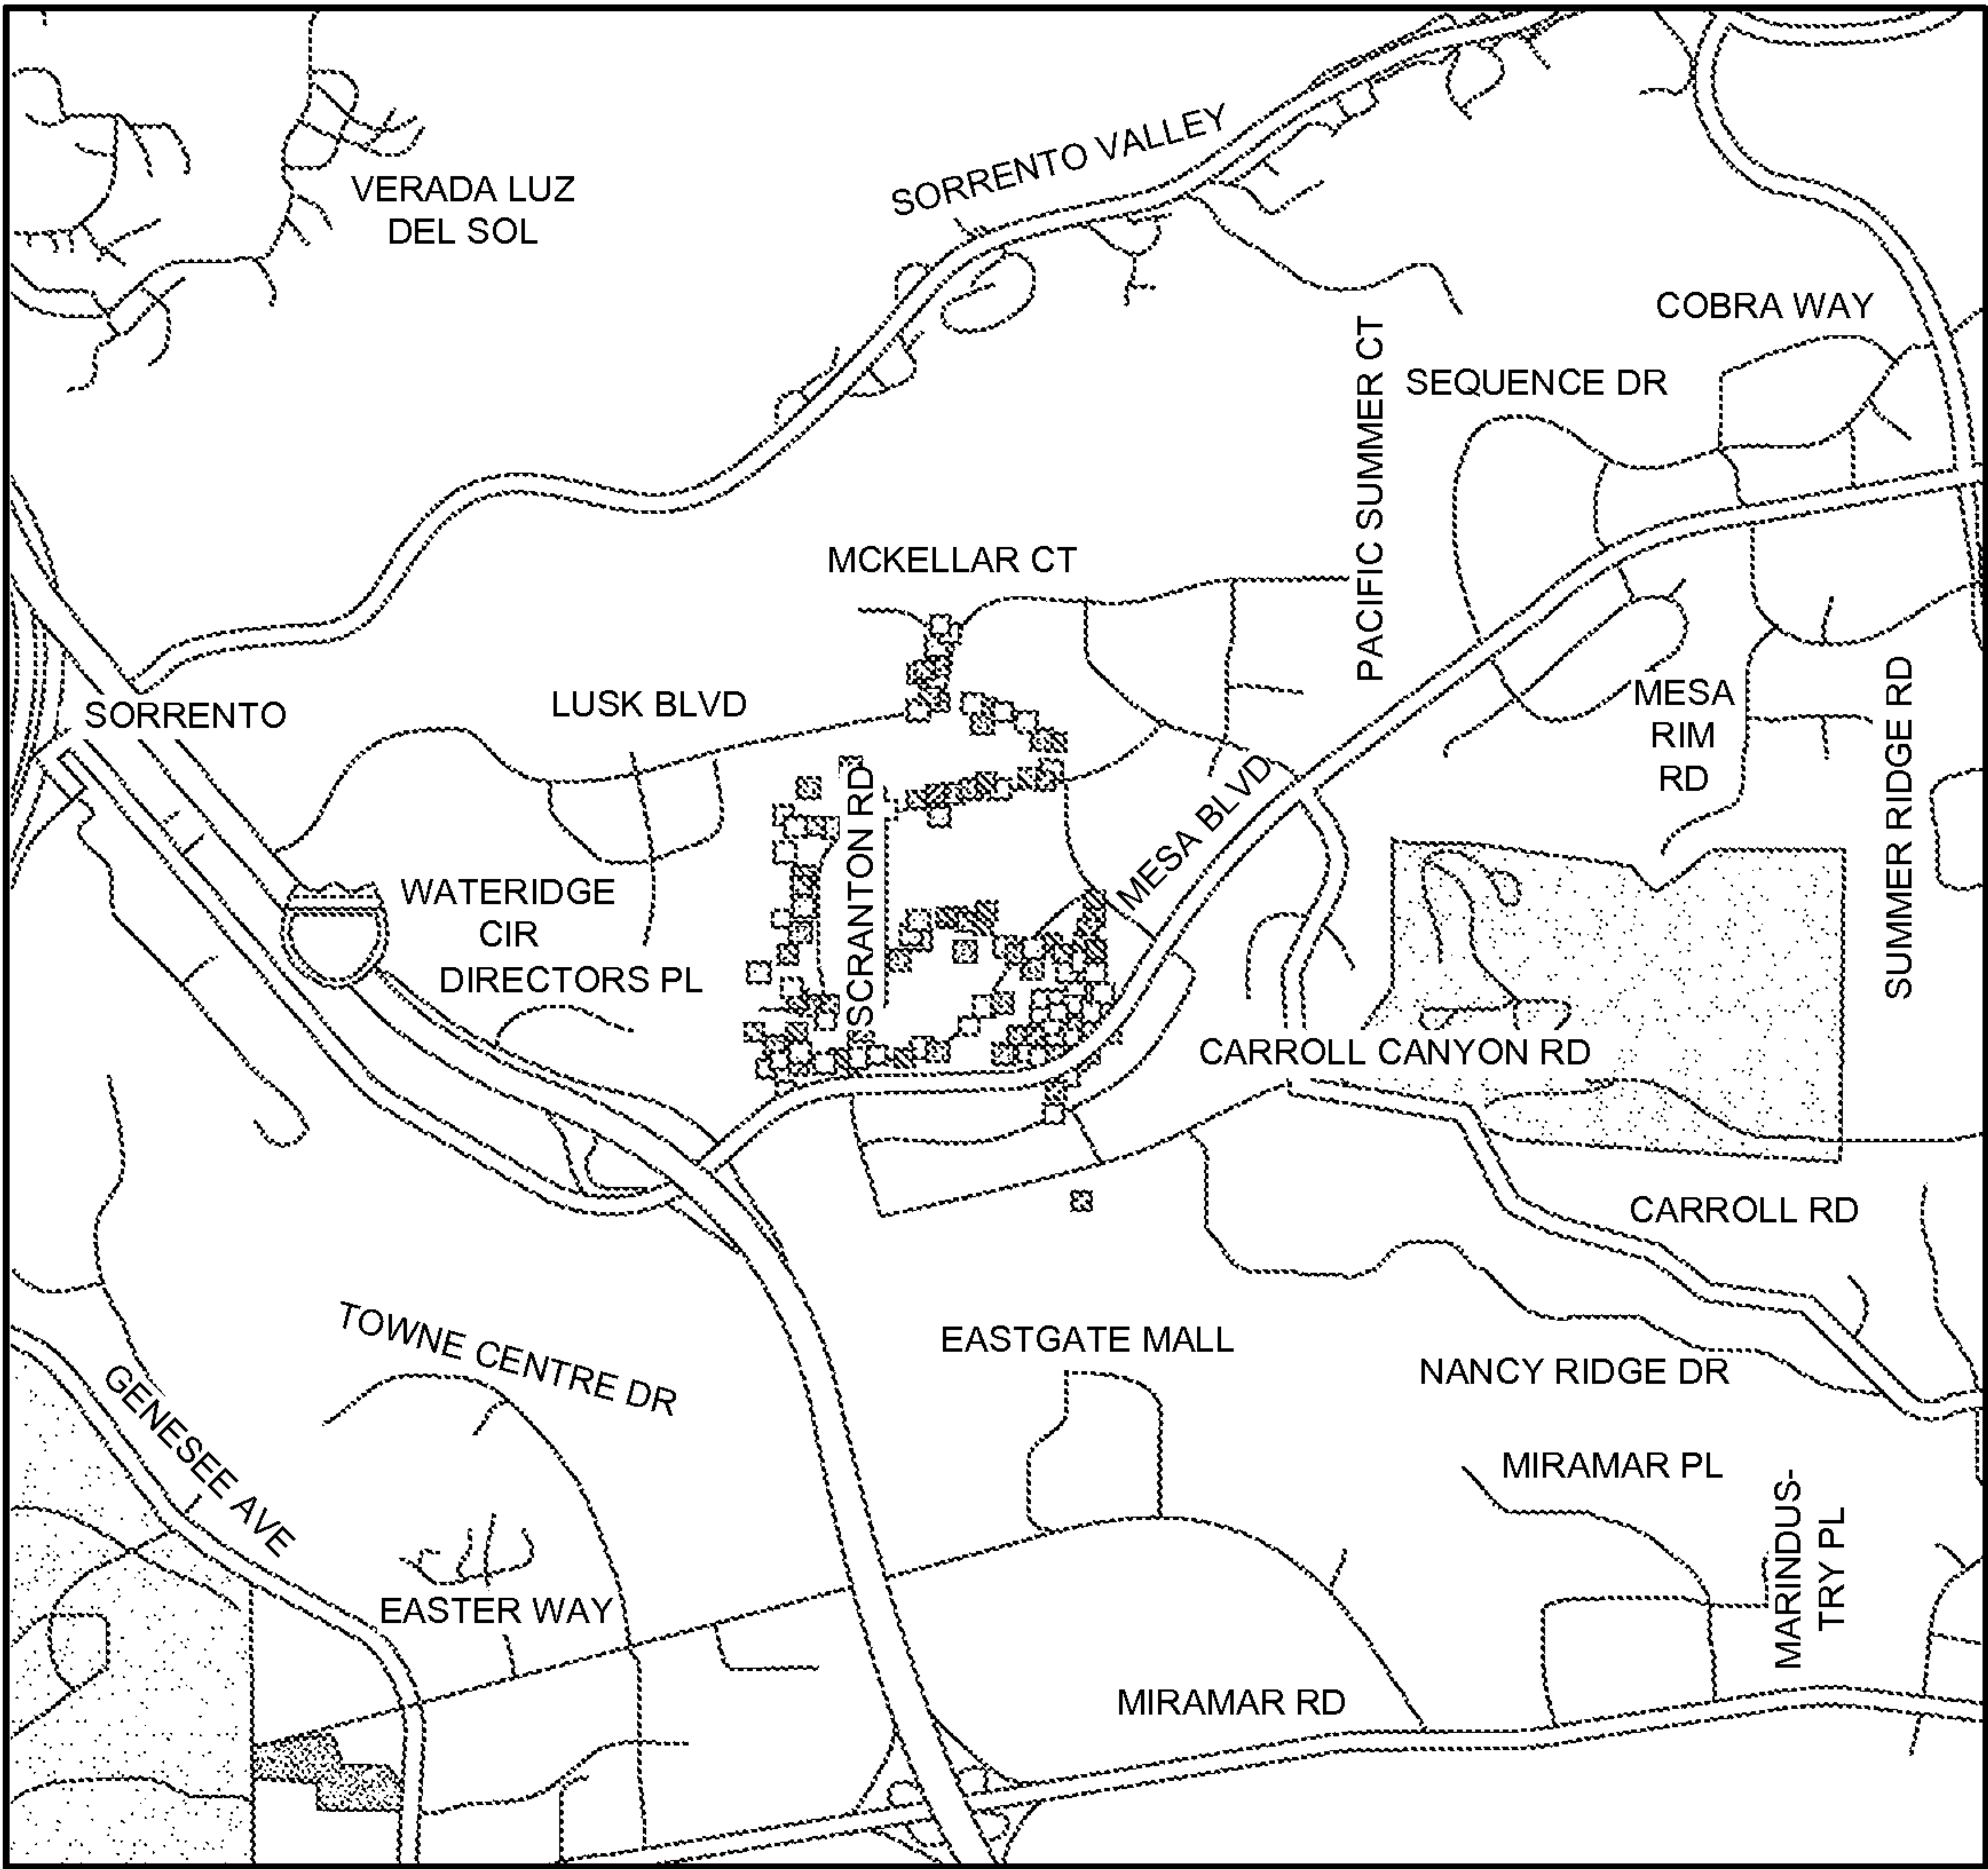 VERADA LUZ
DEL SOL
SORRENTO VALLEY
COBRA WAY
SEQUENCE DR
PACIFIC SUMMER CT
MCKELLAR CT
LUSK BLVD
SORRENTO
MESA
RIM
RD
SUMMER RIDGE RD
MESA BLVD
SCRANTON RD
WATERIDGE
CIR
DIRECTORS PL
CARROLL CANYON RD
CARROLL RD
TOWNE CENTRE DR
EASTGATE MALL
NANCY RIDGE DR
GENESEE AVE
MIRAMAR PL
MARINDUS-
TRY PL
EASTER WAY
MIRAMAR RD